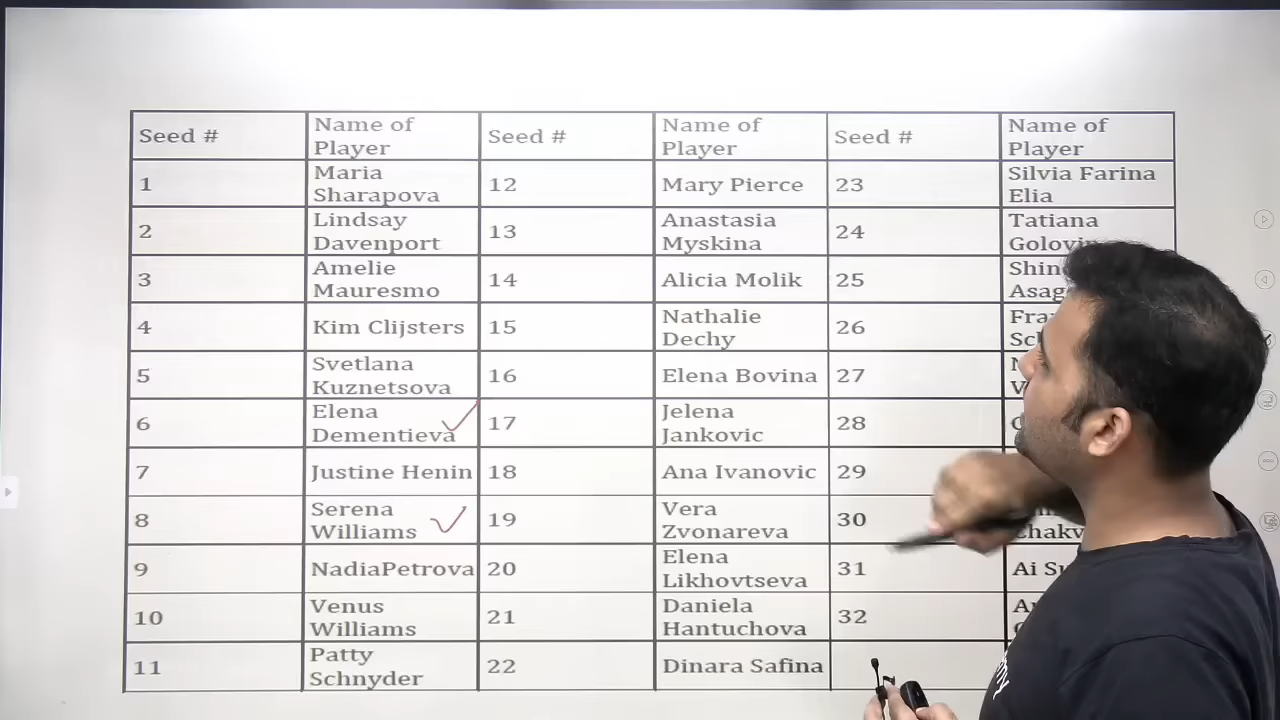 Seed #
Name of
Player
Seed #
Name of
Player
Seed #
Name of
Player
1
Maria
Sharapova
12
Mary Pierce
23
Silvia Farina
Elia
2
Lindsay
Davenport
13
Anastasia
Myskina
24
Tatiana
3
Amelie
Mauresmo
14
Alicia Molik
25
4
Kim Clijsters
15
Nathalie
Dechy
26
5
Svetlana
Kuznetsova
16
Elena Bovina
27
6
Elena
Dementieva
17
Jelena
Jankovic
28
7
Justine Henin
18
Ana Ivanovic
29
8
Serena
Williams
19
Vera
Zvonareva
30
9
NadiaPetrova
20
Elena
Likhovtseva
31
Ai
10
Venus
Williams
21
Daniela
Hantuchova
32
11
Patty
Schnyder
22
Dinara Safina